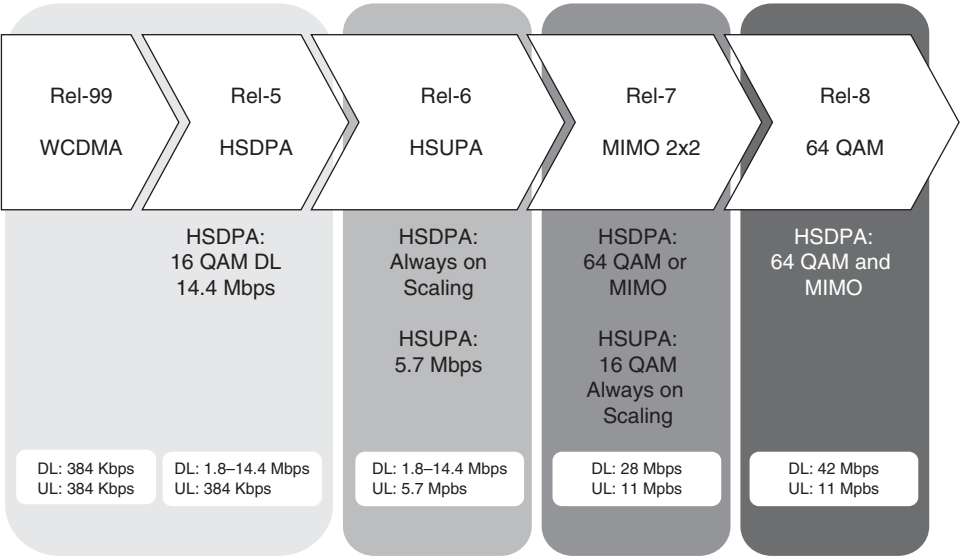 Rel-99
WCDMA
Rel-5
HSDPA
Rel-6
HSUPA
Rel-7
MIMO 2x2
Rel-8
64 QAM
HSDPA:
16 QAM DL
14.4 Mbps
HSDPA:
Always on
Scaling
HSUPA:
5.7 Mbps
HSDPA:
64 QAM or
MIMO
HSUPA:
16 QAM
Always on
Scaling
HSDPA:
64 QAM and
MIMO
DL: 384 Kbps
UL: 384 Kbps
DL: 1.8–14.4 Mbps
UL: 384 Kbps
DL: 1.8–14.4 Mbps
UL: 5.7 Mpbs
DL: 28 Mbps
UL: 11 Mpbs
DL: 42 Mbps
UL: 11 Mpbs